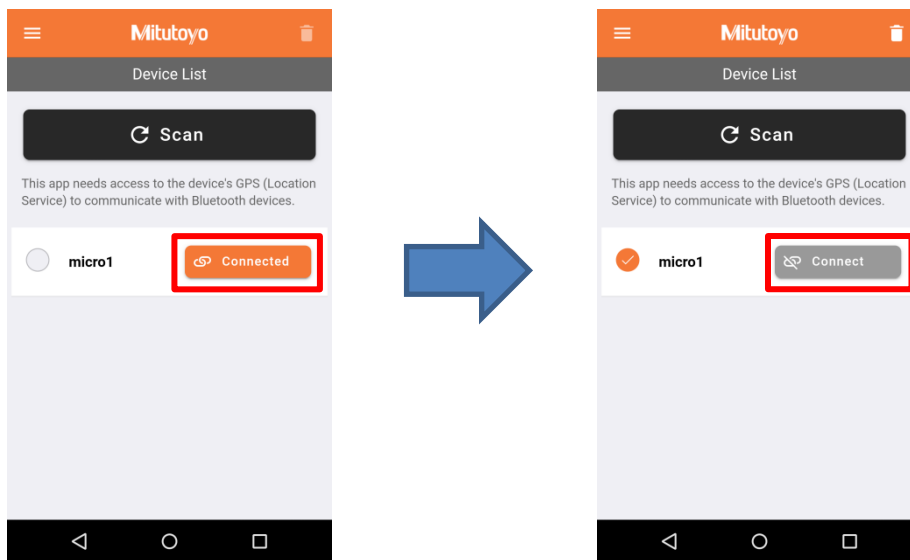 Mitutoyo
Device List
Scan
This app needs access to the device's GPS (Location
Service) to communicate with Bluetooth devices.
micro1
Connected
Mitutoyo
Device List
Scan
This app needs access to the device's GPS (Location
Service) to communicate with Bluetooth devices.
micro1
Connect